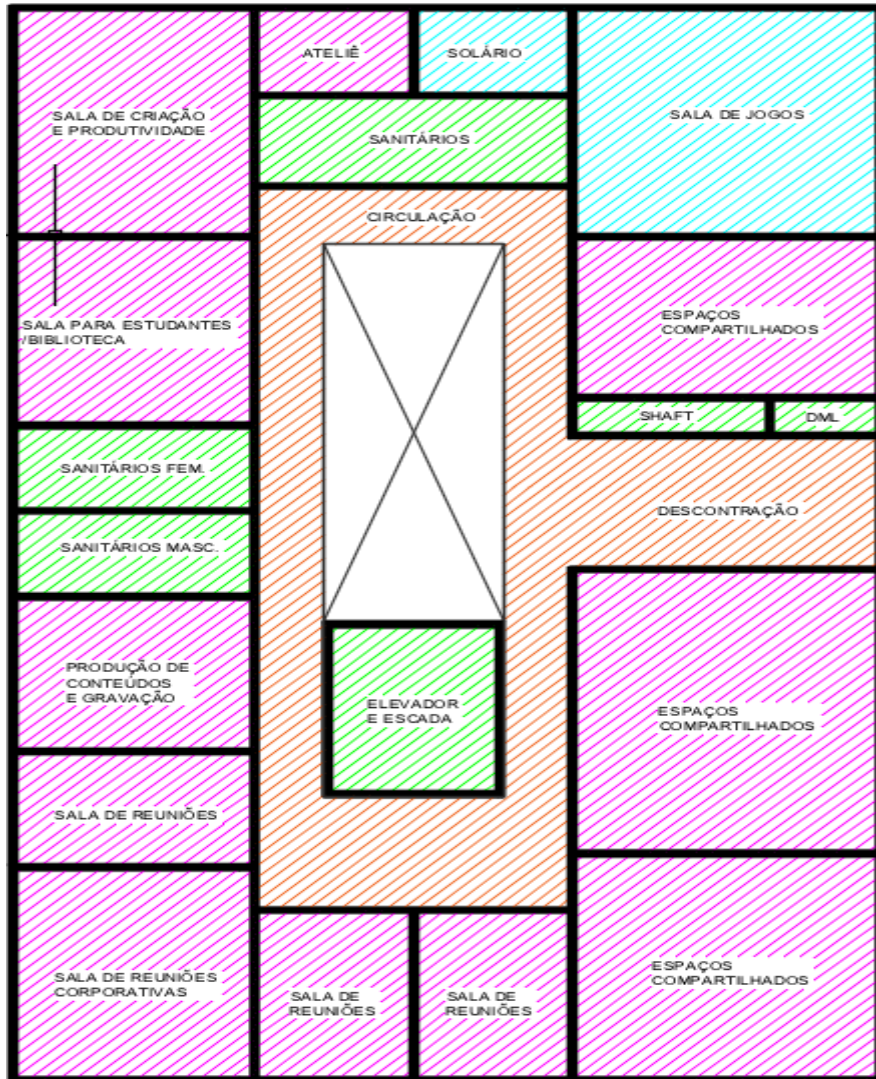 ATELIÊ
SOLÁRIO
SALA DE CRIAÇÃO
E PRODUTIVIDADE
SALA DE JOGOS
SANITÁRIOS
CIRCULAÇÃO
SALA PARA ESTUDANTES
/BIBLIOTECA
ESPAÇOS
COMPARTILHADOS
SHAFT
DML
SANITÁRIOS FEM.
DESCONTRAÇÃO
SANITÁRIOS MASC.
PRODUÇÃO DE
CONTEÚDOS
E GRAVAÇÃO
ELEVADOR
E ESCADA
ESPAÇOS
COMPARTILHADOS
SALA DE REUNIÕES
SALA DE REUNIÕES
CORPORATIVAS
SALA DE
REUNIÕES
SALA DE
REUNIÕES
ESPAÇOS
COMPARTILHADOS